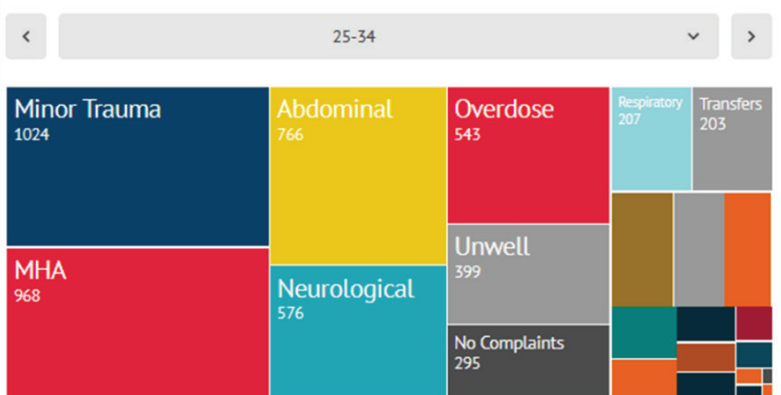 25-34
Minor Trauma
1024
MHA
968
Abdominal
766
Neurological
576
Overdose
543
Unwell
399
No Complaints
295
Respiratory
207
Transfers
203